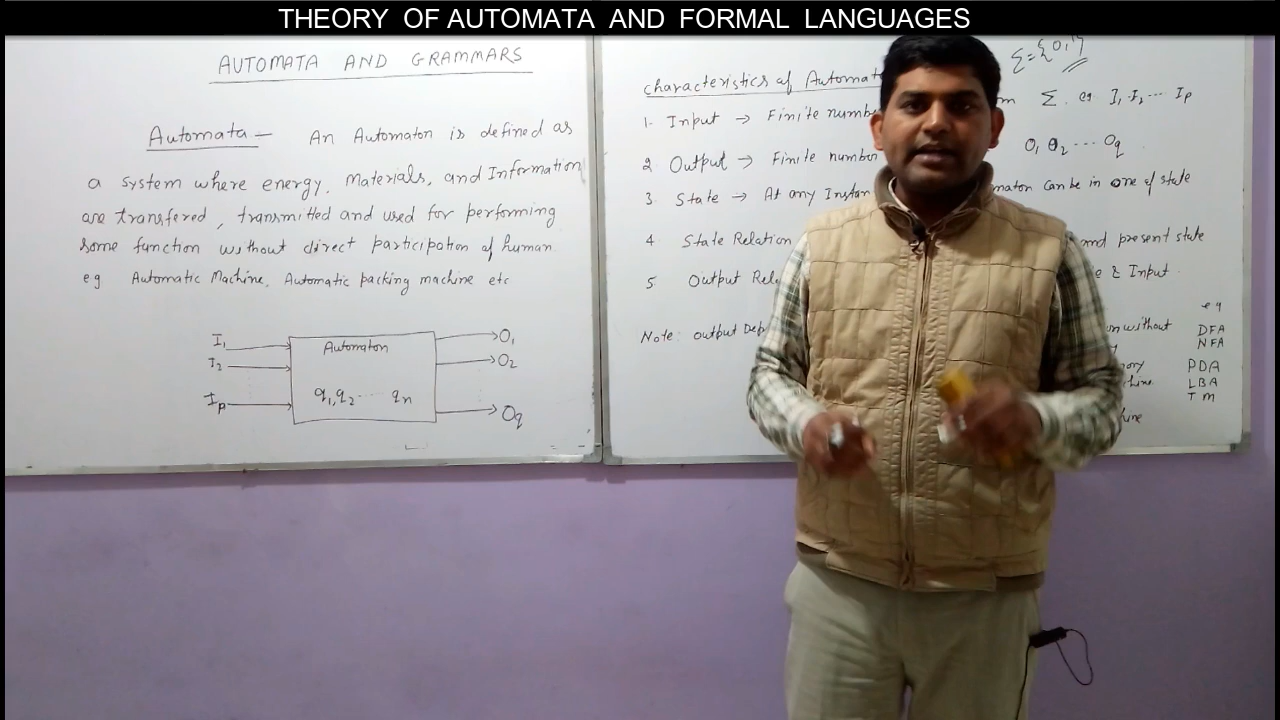 THEORY OF AUTOMATA AND FORMAL LANGUAGES
AUTOMATA AND GRAMMARS
Automata — An Automaton is defined as
a system where energy, Materials, and Information
are transfered, transmitted and used for performing
some function without direct participation of human
eg Automatic Machine, Automatic packing machine etc
I1
I2
Ip
Automaton
q1, q2 ... qn
O1
O2
Oq
Σ = {0,1}
characteristics of Automat
1. Input → Finite numbe Σ. eg I1 I2 ... Ip
2 Output → Finite number O1 O2 ... Oq
3. State → At any Instan maton can be in one of state
4 State Relation and present state
5 Output Rel e & Input
eg
Note: output Dep n without DFA
NFA
ory PDA
hine LBA
TM
hine